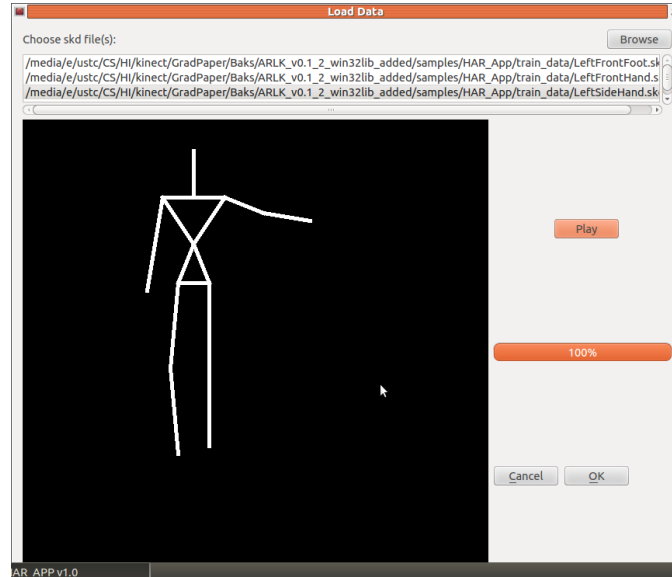 Load Data
Choose skd file(s):
Browse
/media/e/ustc/CS/HI/kinect/GradPaper/Baks/ARLK_v0.1_2_win32lib_added/samples/HAR_App/train_data/LeftFrontFoot.sk
/media/e/ustc/CS/HI/kinect/GradPaper/Baks/ARLK_v0.1_2_win32lib_added/samples/HAR_App/train_data/LeftFrontHand.s
/media/e/ustc/CS/HI/kinect/GradPaper/Baks/ARLK_v0.1_2_win32lib_added/samples/HAR_App/train_data/LeftSideHand.sk
Play
100%
Cancel
OK
HAR_APP v1.0